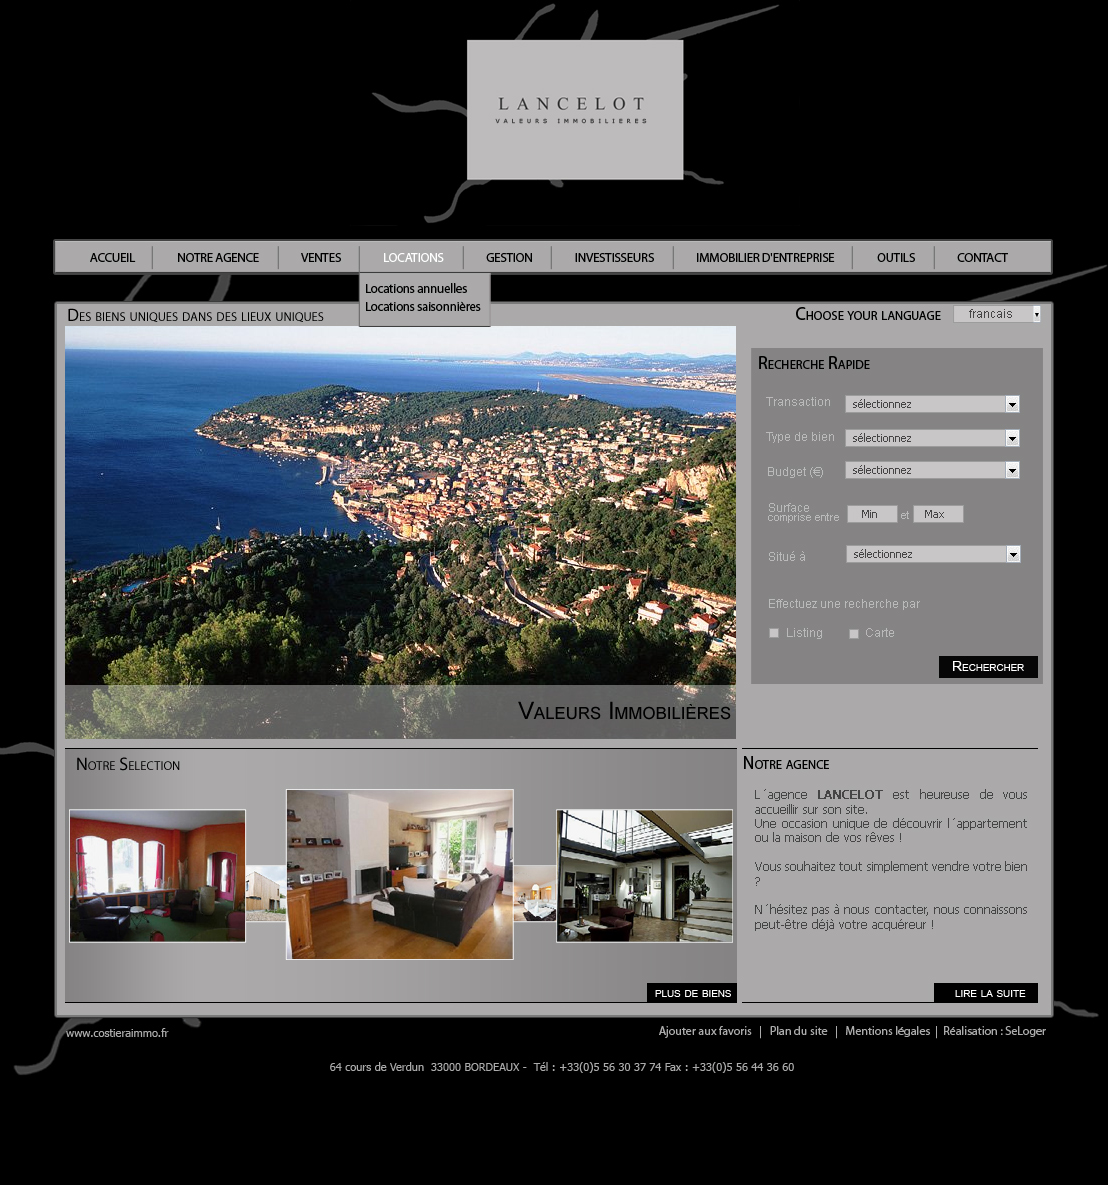 LANCELOT
VALEURS IMMOBILIERES
ACCUEIL
NOTRE AGENCE
VENTES
LOCATIONS
GESTION
INVESTISSEURS
IMMOBILIER D'ENTREPRISE
OUTILS
CONTACT
Locations annuelles
Locations saisonnières
DES BIENS UNIQUES DANS DES LIEUX UNIQUES
CHOOSE YOUR LANGUAGE
francais
VALEURS IMMOBILIÈRES
RECHERCHE RAPIDE
Transaction
sélectionnez
Type de bien
sélectionnez
Budget (€)
sélectionnez
Surface
comprise entre
Min
et
Max
Situé à
sélectionnez
Effectuez une recherche par
Listing
Carte
RECHERCHER
NOTRE SELECTION
PLUS DE BIENS
NOTRE AGENCE
L´agence LANCELOT est heureuse de vous
accueillir sur son site.
Une occasion unique de découvrir l´appartement
ou la maison de vos rêves !
Vous souhaitez tout simplement vendre votre bien
?
N´hésitez pas à nous contacter, nous connaissons
peut-être déjà votre acquéreur !
LIRE LA SUITE
www.costieraimmo.fr
Ajouter aux favoris | Plan du site | Mentions légales | Réalisation : SeLoger
64 cours de Verdun 33000 BORDEAUX - Tél : +33(0)5 56 30 37 74 Fax : +33(0)5 56 44 36 60